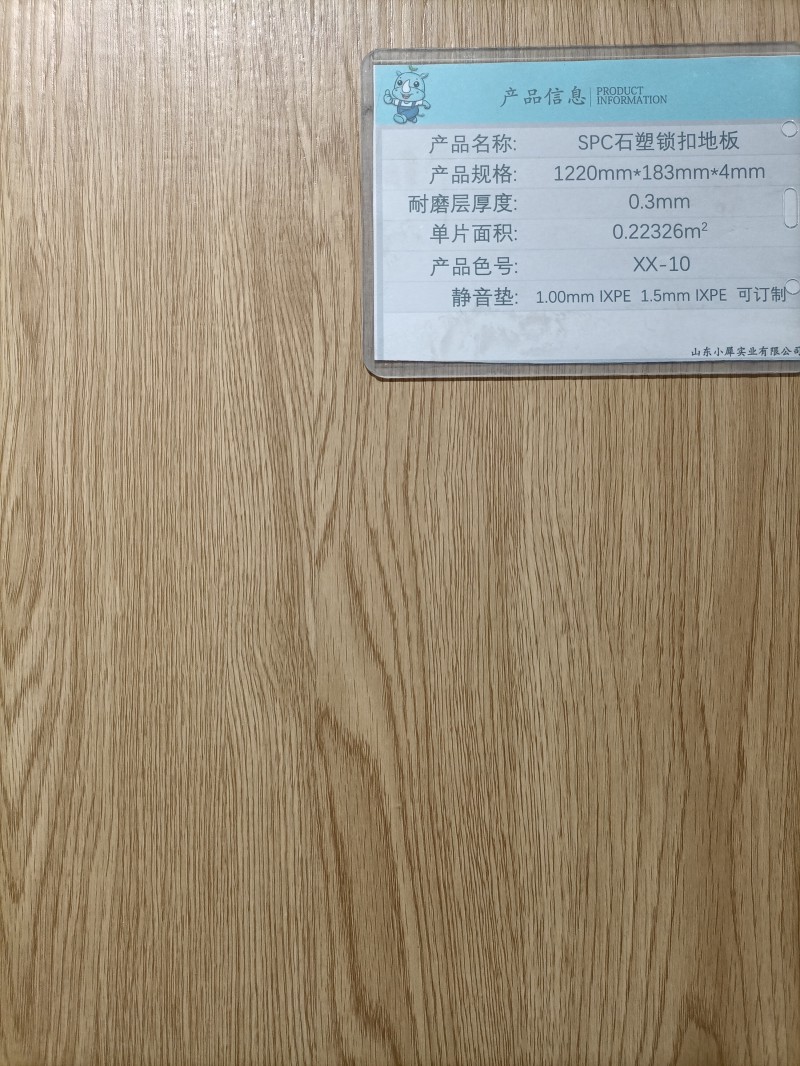 产品信息 PRODUCT INFORMATION
产品名称: SPC石塑锁扣地板
产品规格: 1220mm*183mm*4mm
耐磨层厚度: 0.3mm
单片面积: 0.22326m²
产品色号: XX-10
静音垫: 1.00mm IXPE 1.5mm IXPE 可订制
山东小犀实业有限公司